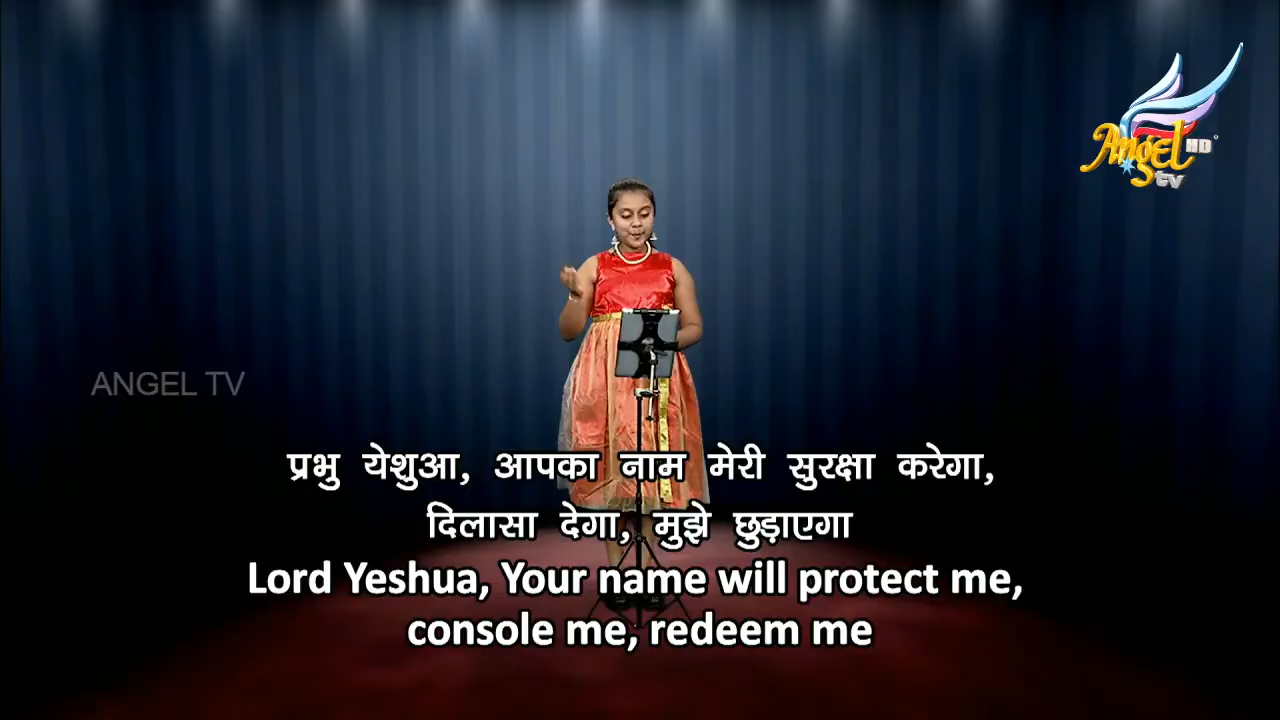 Angel HD
tv
ANGEL TV
प्रभु येशुआ, आपका नाम मेरी सुरक्षा करेगा,
दिलासा देगा, मुझे छुड़ाएगा
Lord Yeshua, Your name will protect me,
console me, redeem me